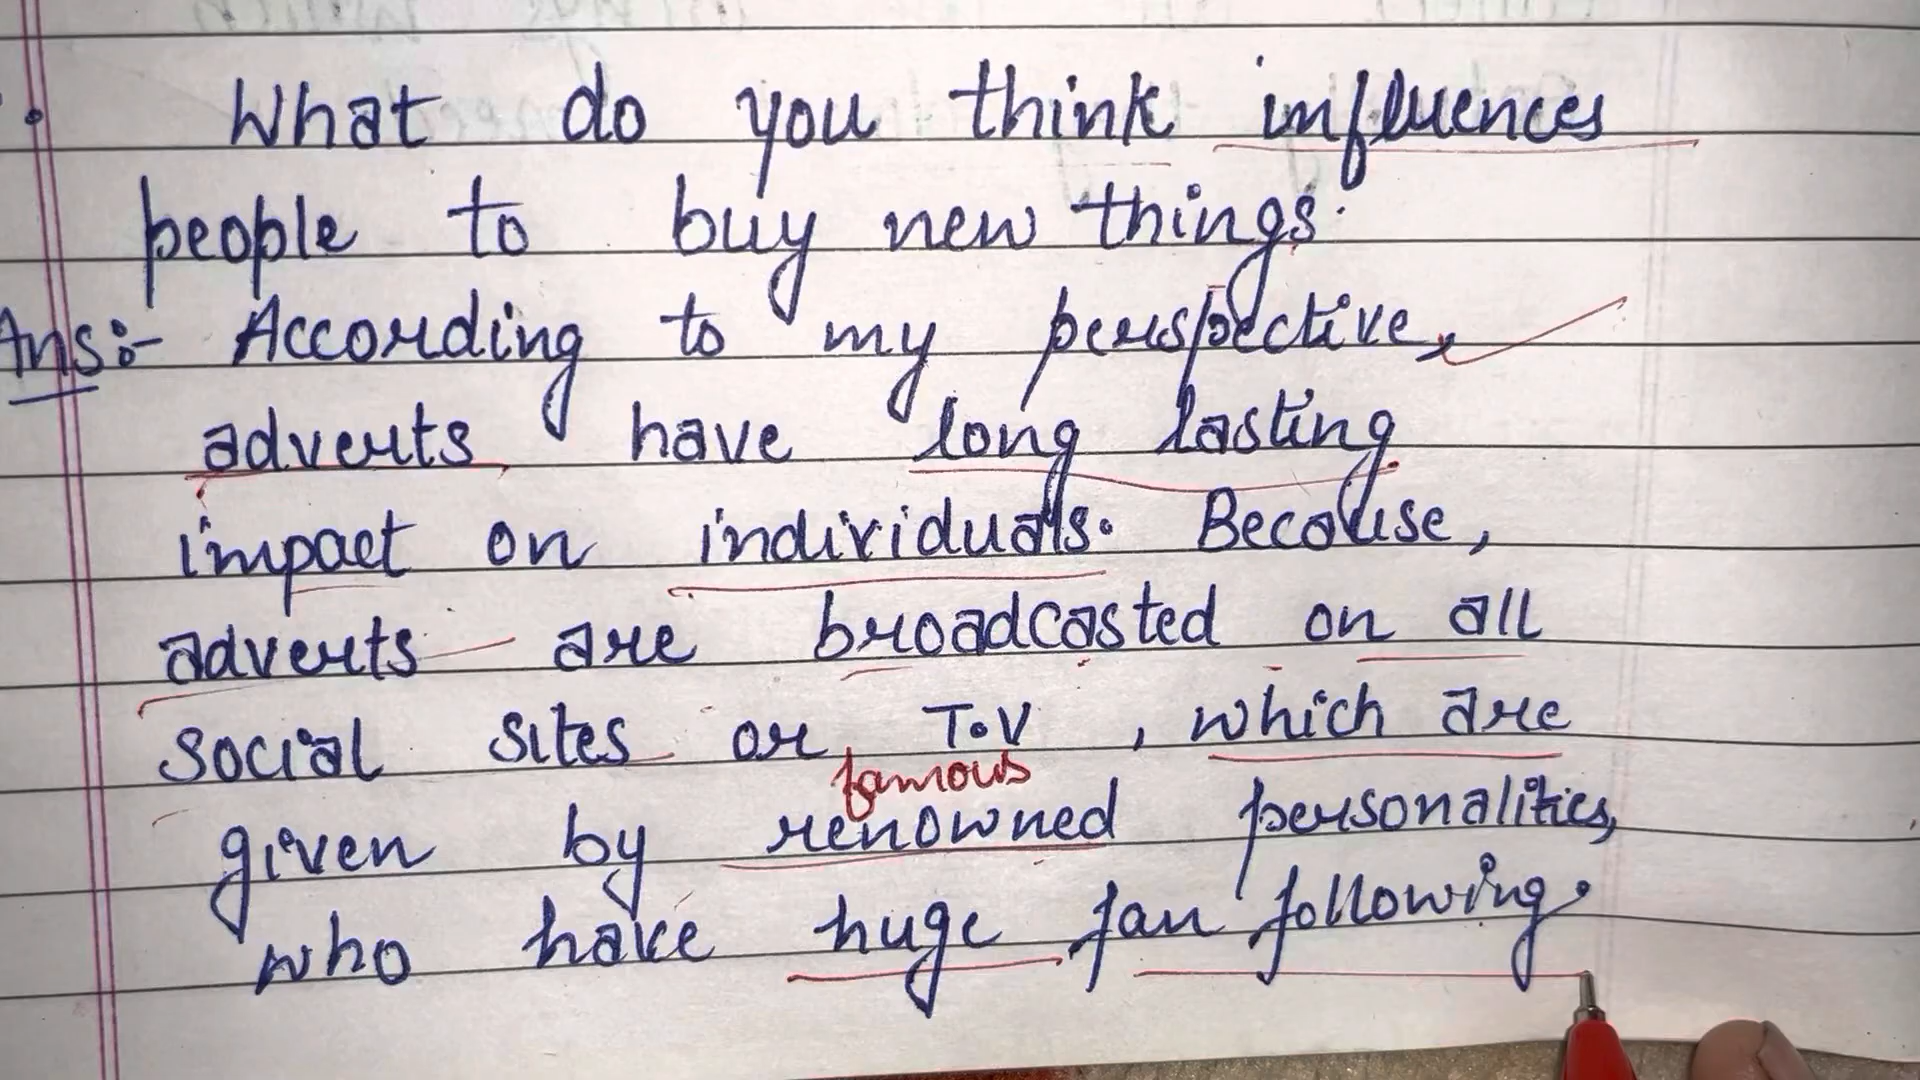 What do you think influences
people to buy new things.
Ans:- According to my perspective,
adverts have long lasting
impact on individuals. Because,
adverts are broadcasted on all
social sites or T.V , which are
famous
given by renowned personalities,
who have huge fan following.